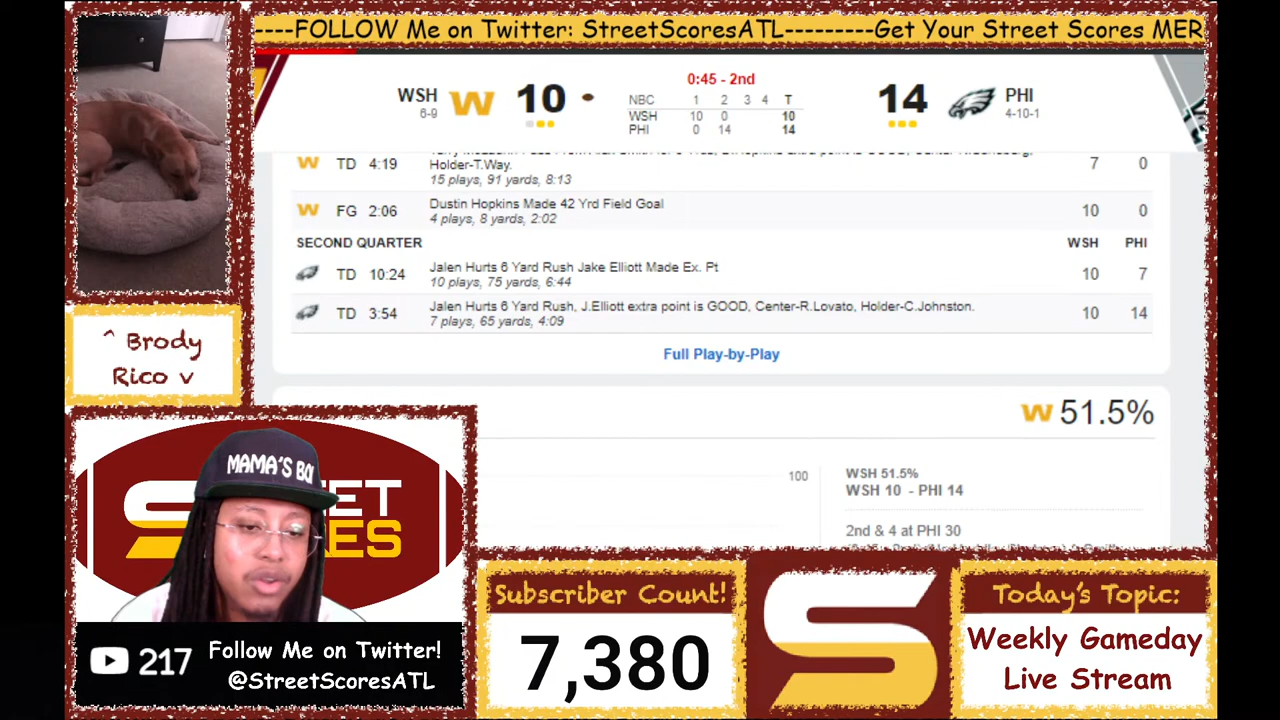 ----FOLLOW Me on Twitter: StreetScoresATL---------Get Your Street Scores MER
WSH
6-9
W
10
0:45 - 2nd
NBC 1 2 3 4 T
WSH 10 0 10
PHI 0 14 14
14
PHI
4-10-1
W TD 4:19 Holder-T.Way. 7 0
15 plays, 91 yards, 8:13
W FG 2:06 Dustin Hopkins Made 42 Yrd Field Goal 10 0
4 plays, 8 yards, 2:02
SECOND QUARTER WSH PHI
TD 10:24 Jalen Hurts 6 Yard Rush Jake Elliott Made Ex. Pt 10 7
10 plays, 75 yards, 6:44
TD 3:54 Jalen Hurts 6 Yard Rush, J.Elliott extra point is GOOD, Center-R.Lovato, Holder-C.Johnston. 10 14
7 plays, 65 yards, 4:09
Full Play-by-Play
W 51.5%
100
WSH 51.5%
WSH 10 - PHI 14
2nd & 4 at PHI 30
^ Brody
Rico v
MAMA'S BOY
S ET
RES
217
Follow Me on Twitter!
@StreetScoresATL
Subscriber Count!
7,380
S
Today's Topic:
Weekly Gameday
Live Stream